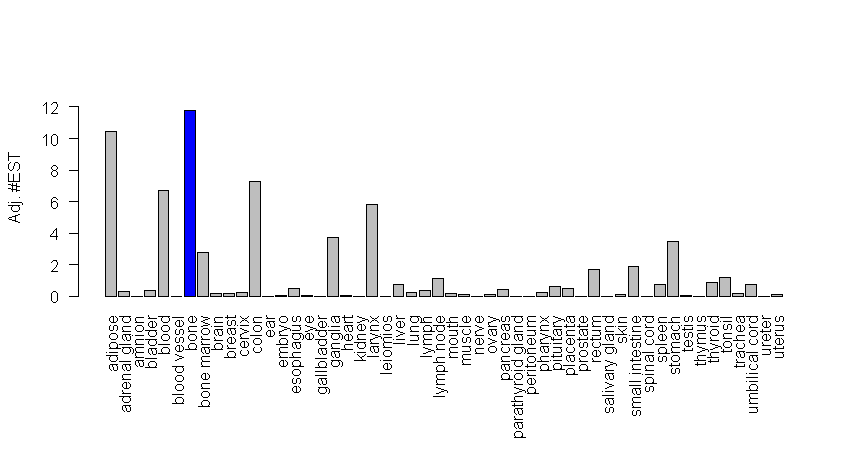 Adj. #EST
12
10
8
6
4
2
0
adipose
adrenal gland
amnion
bladder
blood
blood vessel
bone
bone marrow
brain
breast
cervix
colon
ear
embryo
esophagus
eye
gallbladder
ganglia
heart
kidney
larynx
leiomios
liver
lung
lymph
lymph node
mouth
muscle
nerve
ovary
pancreas
parathyroid gland
peritoneum
pharynx
pituitary
placenta
prostate
rectum
salivary gland
skin
small intestine
spinal cord
spleen
stomach
testis
thymus
thyroid
tonsil
trachea
umbilical cord
ureter
uterus